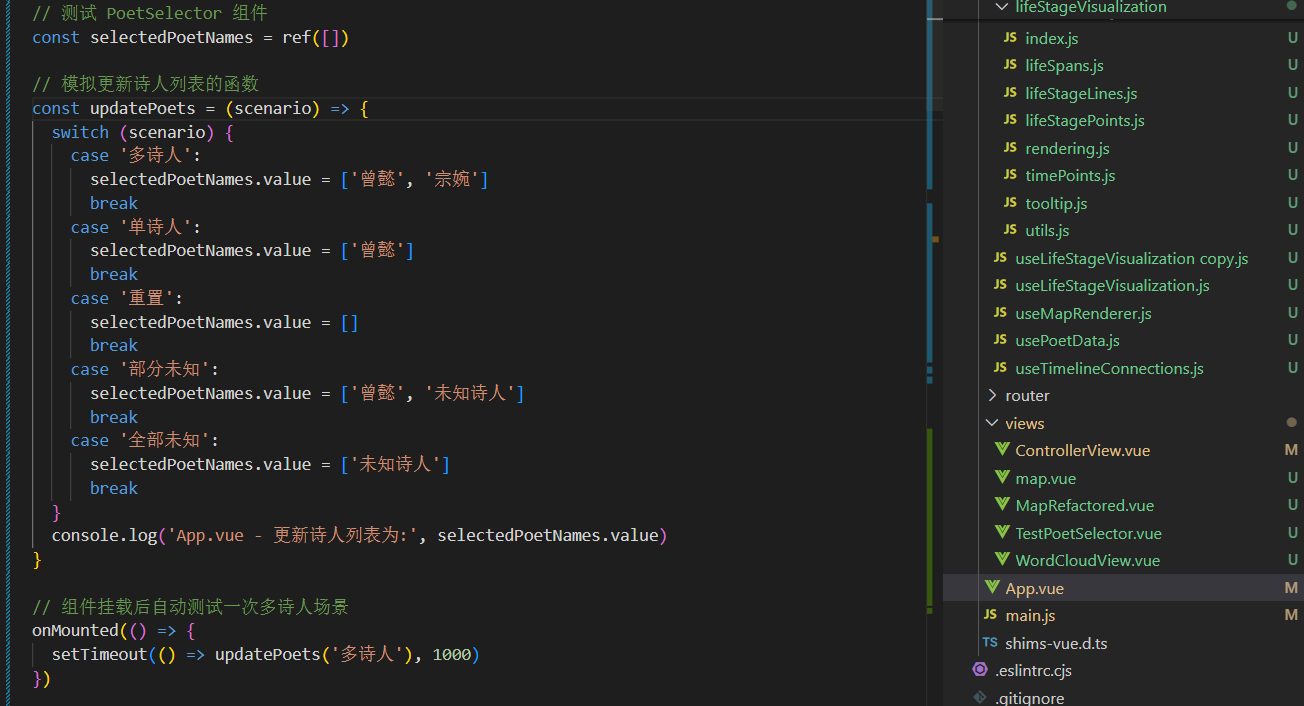 // 测试 PoetSelector 组件
const selectedPoetNames = ref([])
// 模拟更新诗人列表的函数
const updatePoets = (scenario) => {
  switch (scenario) {
    case '多诗人':
      selectedPoetNames.value = ['曾懿', '宗婉']
      break
    case '单诗人':
      selectedPoetNames.value = ['曾懿']
      break
    case '重置':
      selectedPoetNames.value = []
      break
    case '部分未知':
      selectedPoetNames.value = ['曾懿', '未知诗人']
      break
    case '全部未知':
      selectedPoetNames.value = ['未知诗人']
      break
  }
  console.log('App.vue - 更新诗人列表为:', selectedPoetNames.value)
}
// 组件挂载后自动测试一次多诗人场景
onMounted(() => {
  setTimeout(() => updatePoets('多诗人'), 1000)
})
lifeStageVisualization
JS index.js U
JS lifeSpans.js U
JS lifeStageLines.js U
JS lifeStagePoints.js U
JS rendering.js U
JS timePoints.js U
JS tooltip.js U
JS utils.js U
JS useLifeStageVisualization copy.js U
JS useLifeStageVisualization.js U
JS useMapRenderer.js U
JS usePoetData.js U
JS useTimelineConnections.js U
router
views
ControllerView.vue M
map.vue U
MapRefactored.vue U
TestPoetSelector.vue U
WordCloudView.vue U
App.vue M
JS main.js M
TS shims-vue.d.ts
.eslintrc.cjs
.gitignore